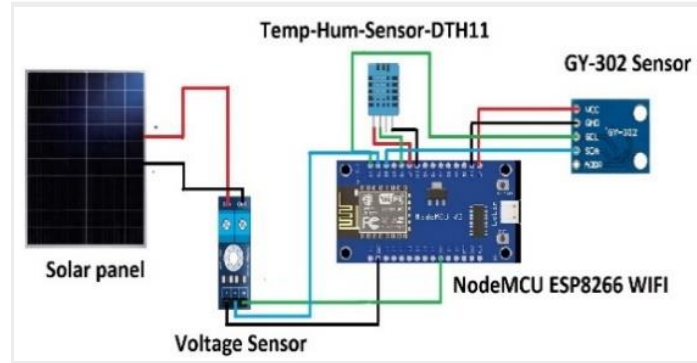 Temp-Hum-Sensor-DTH11
GY-302 Sensor
VCC
GND
SCL
SDA
ADDR
GY-302
NodeMCU
Solar panel
NodeMCU ESP8266 WIFI
Voltage Sensor